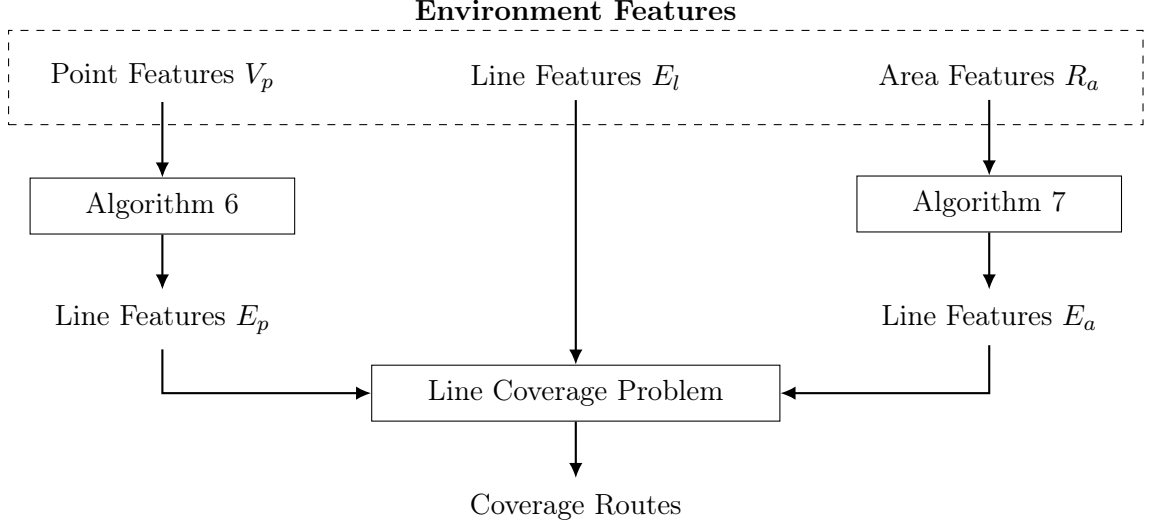 Environment Features
Point Features $V_p$
Line Features $E_l$
Area Features $R_a$
Algorithm 6
Algorithm 7
Line Features $E_p$
Line Features $E_a$
Line Coverage Problem
Coverage Routes